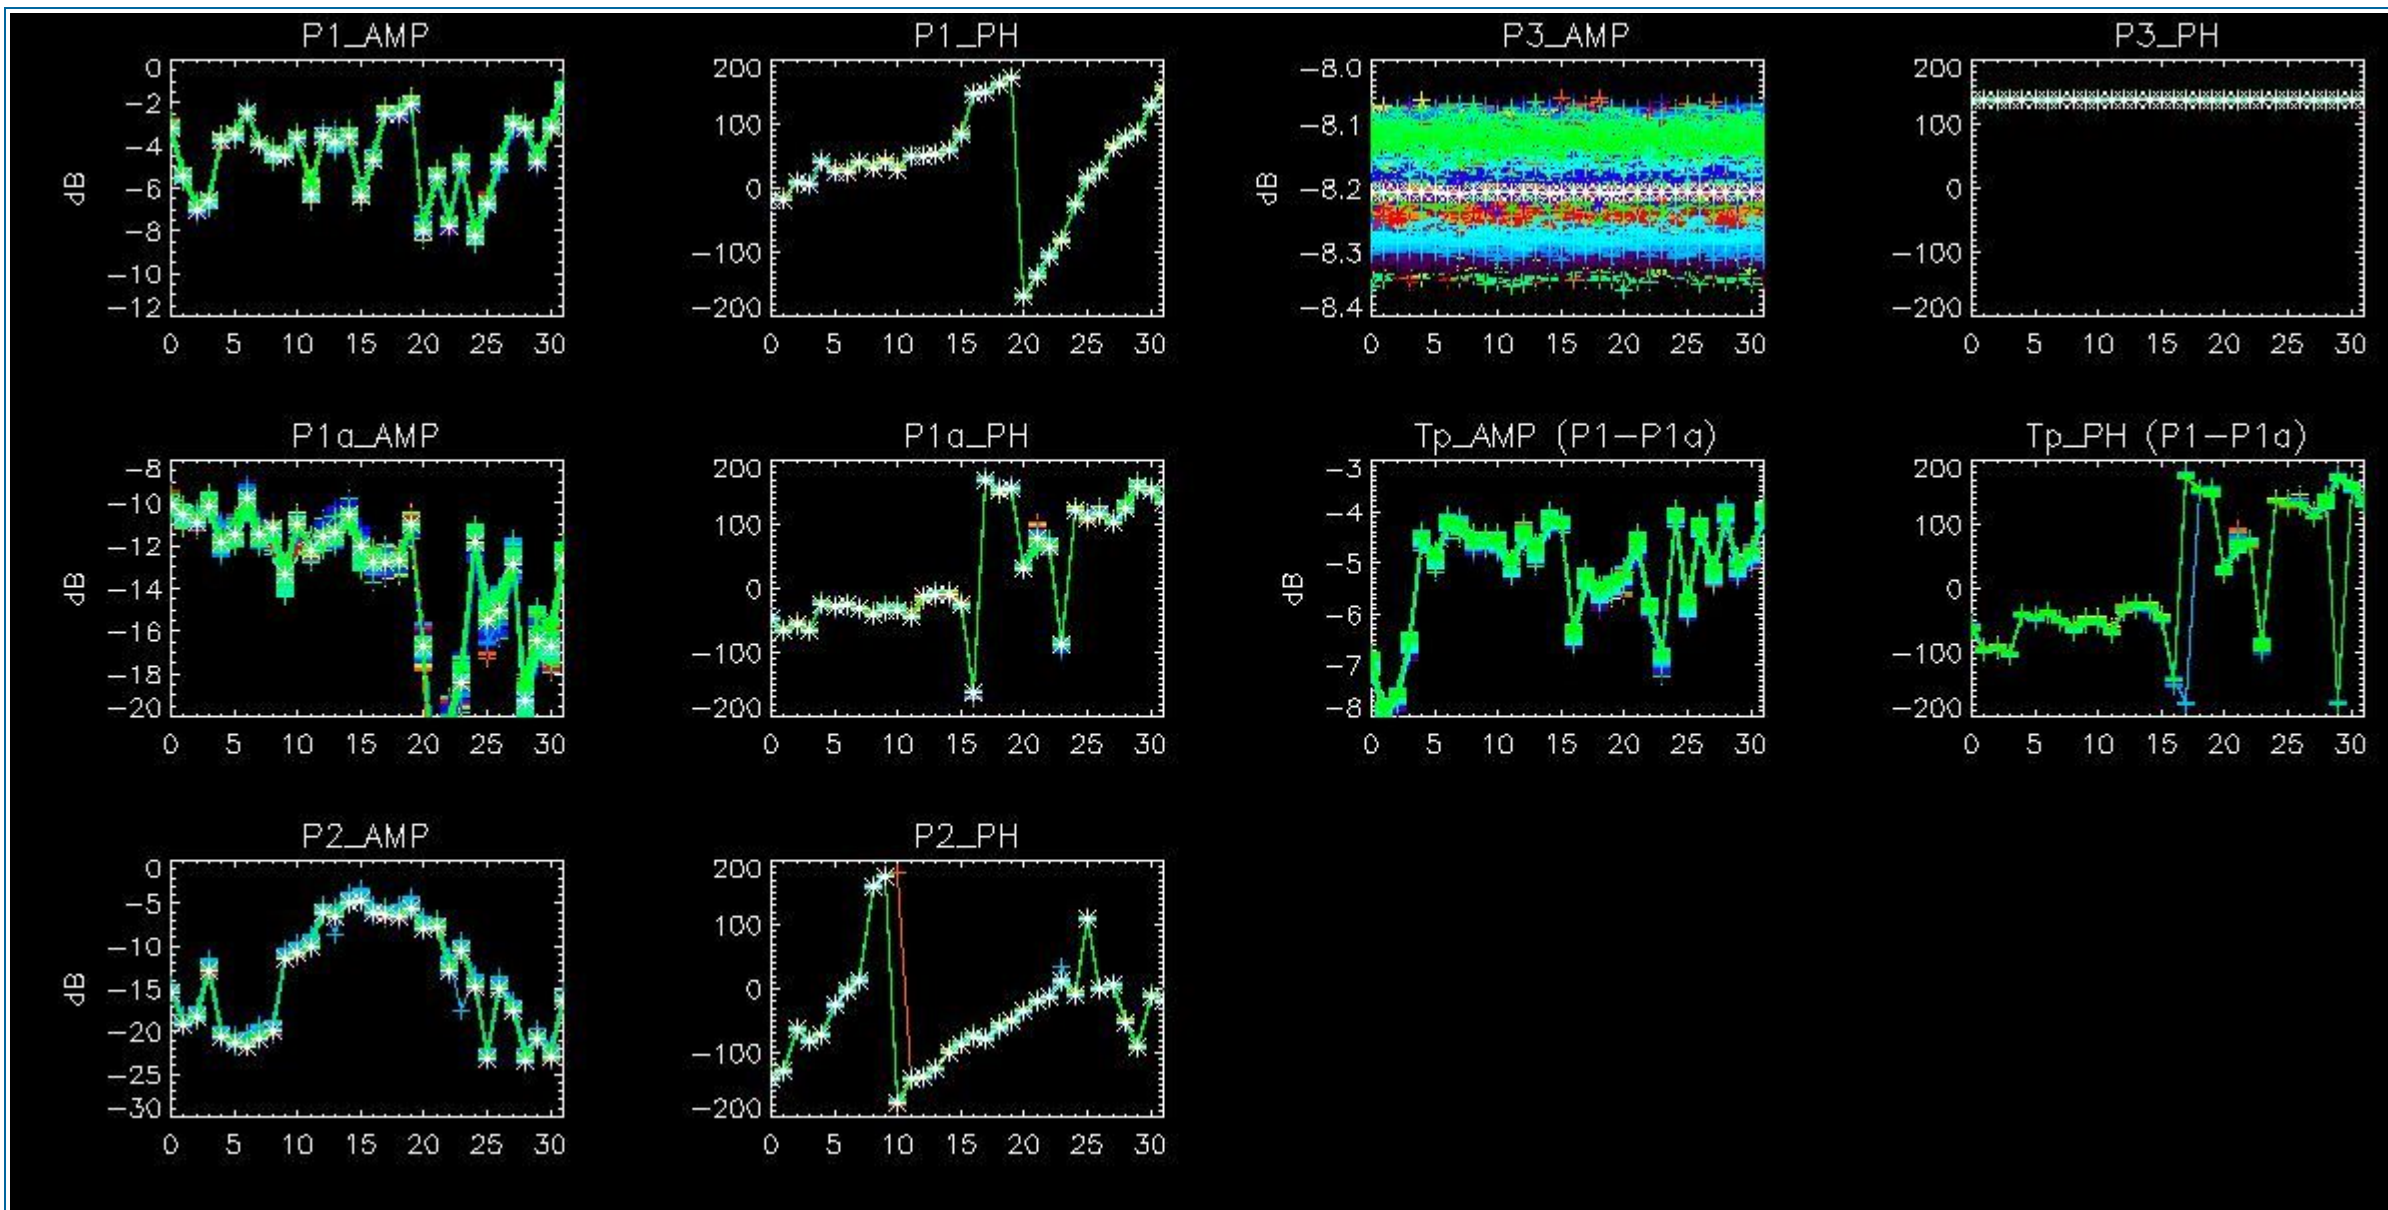 P1_AMP
0
−2
−4
−6
−8
−10
−12
dB
0 5 10 15 20 25 30
P1_PH
200
100
0
−100
−200
0 5 10 15 20 25 30
P3_AMP
−8.0
−8.1
−8.2
−8.3
−8.4
dB
0 5 10 15 20 25 30
P3_PH
200
100
0
−100
−200
0 5 10 15 20 25 30
P1a_AMP
−8
−10
−12
−14
−16
−18
−20
dB
0 5 10 15 20 25 30
P1a_PH
200
100
0
−100
−200
0 5 10 15 20 25 30
Tp_AMP (P1−P1a)
−3
−4
−5
−6
−7
−8
dB
0 5 10 15 20 25 30
Tp_PH (P1−P1a)
200
100
0
−100
−200
0 5 10 15 20 25 30
P2_AMP
0
−5
−10
−15
−20
−25
−30
dB
0 5 10 15 20 25 30
P2_PH
200
100
0
−100
−200
0 5 10 15 20 25 30